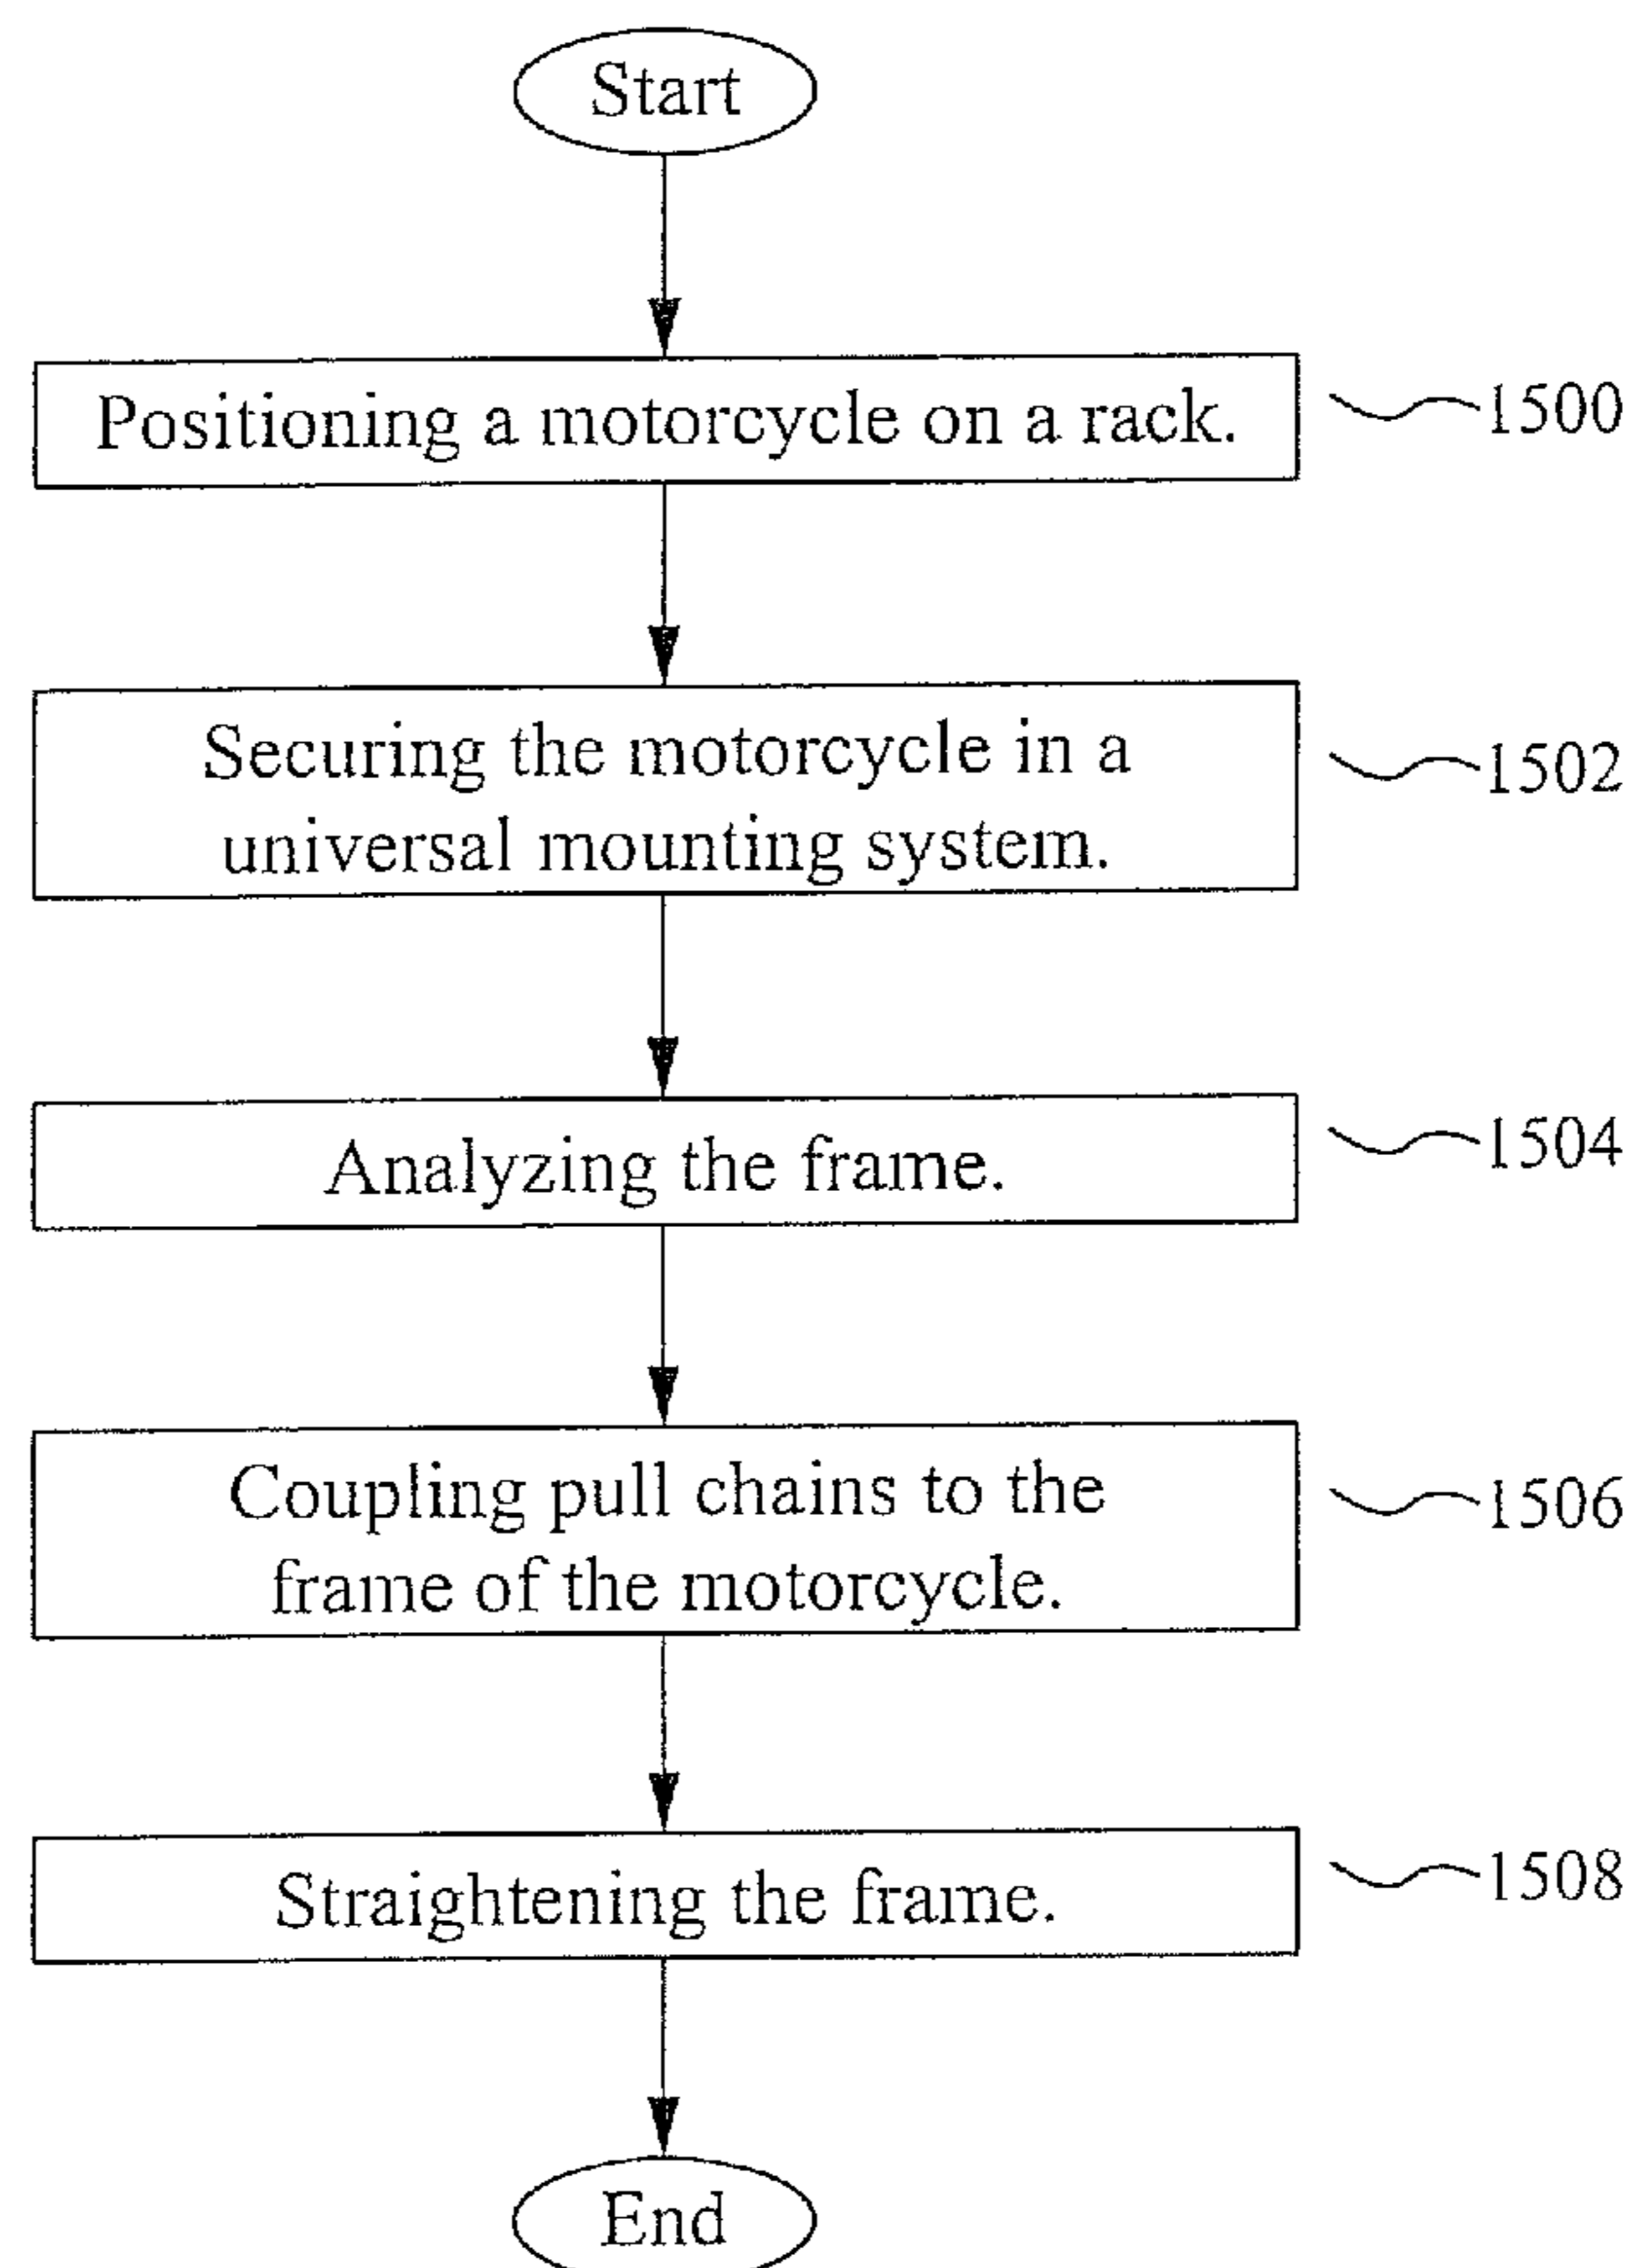 Start
Positioning a motorcycle on a rack.
1500
Securing the motorcycle in a
universal mounting system.
1502
Analyzing the frame.
1504
Coupling pull chains to the
frame of the motorcycle.
1506
Straightening the frame.
1508
End